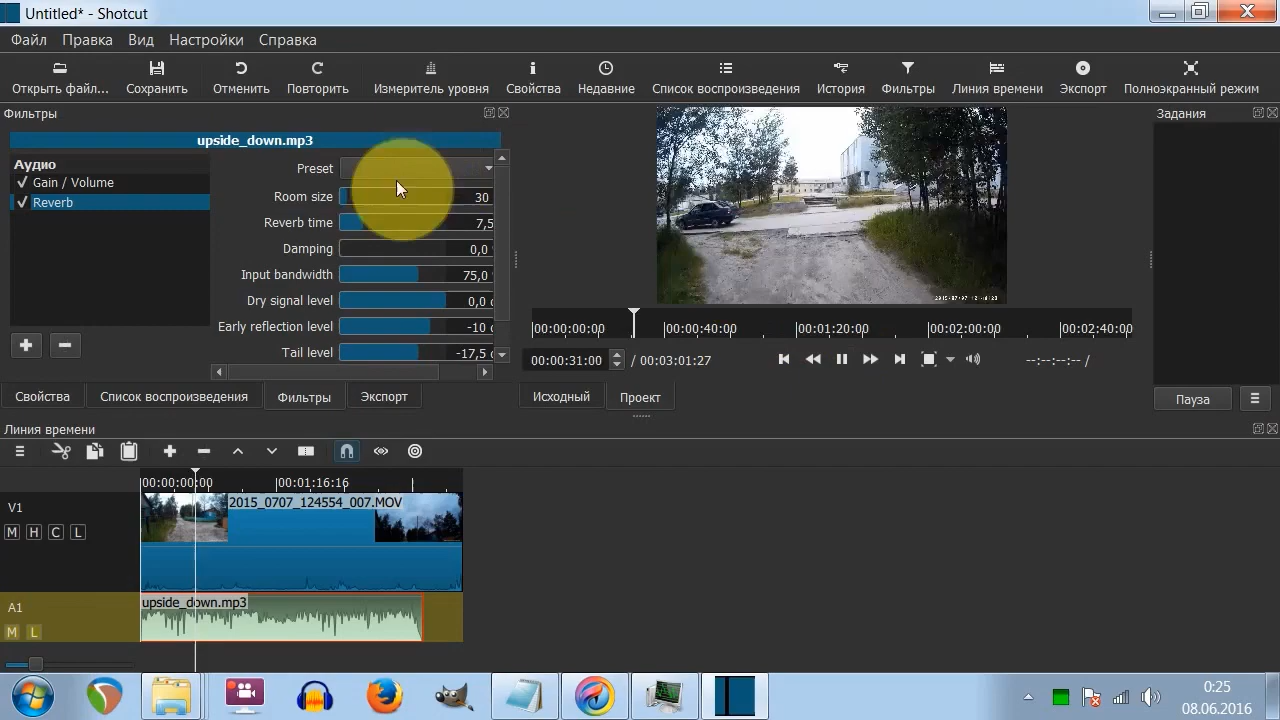 Untitled* - Shotcut
Файл Правка Вид Настройки Справка
Открыть файл... Сохранить Отменить Повторить Измеритель уровня Свойства Недавние Список воспроизведения История Фильтры Линия времени Экспорт Полноэкранный режим
Фильтры
upside_down.mp3
Аудио
Gain / Volume
Reverb
Preset
Room size 30
Reverb time 7,5
Damping 0,0
Input bandwidth 75,0
Dry signal level 0,0
Early reflection level -10
Tail level -17,5
Свойства Список воспроизведения Фильтры Экспорт
00:00:00:00 00:00:40:00 00:01:20:00 00:02:00:00 00:02:40:00
00:00:31:00 / 00:03:01:27 --:--:--:-- /
Исходный Проект
Задания
Пауза
Линия времени
00:00:00:00 00:01:16:16
V1
M H C L
2015_0707_124554_007.MOV
A1
M L
upside_down.mp3
0:25
08.06.2016